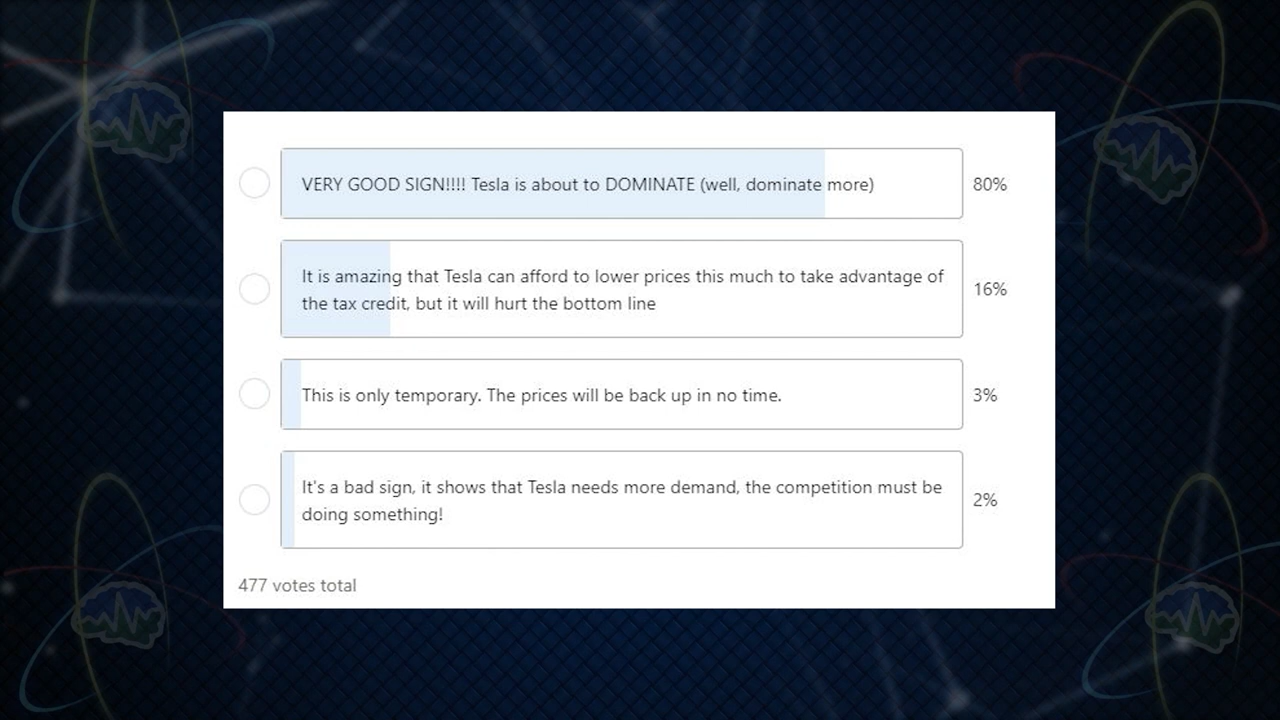 VERY GOOD SIGN!!!! Tesla is about to DOMINATE (well, dominate more)
80%
It is amazing that Tesla can afford to lower prices this much to take advantage of
the tax credit, but it will hurt the bottom line
16%
This is only temporary. The prices will be back up in no time.
3%
It's a bad sign, it shows that Tesla needs more demand, the competition must be
doing something!
2%
477 votes total